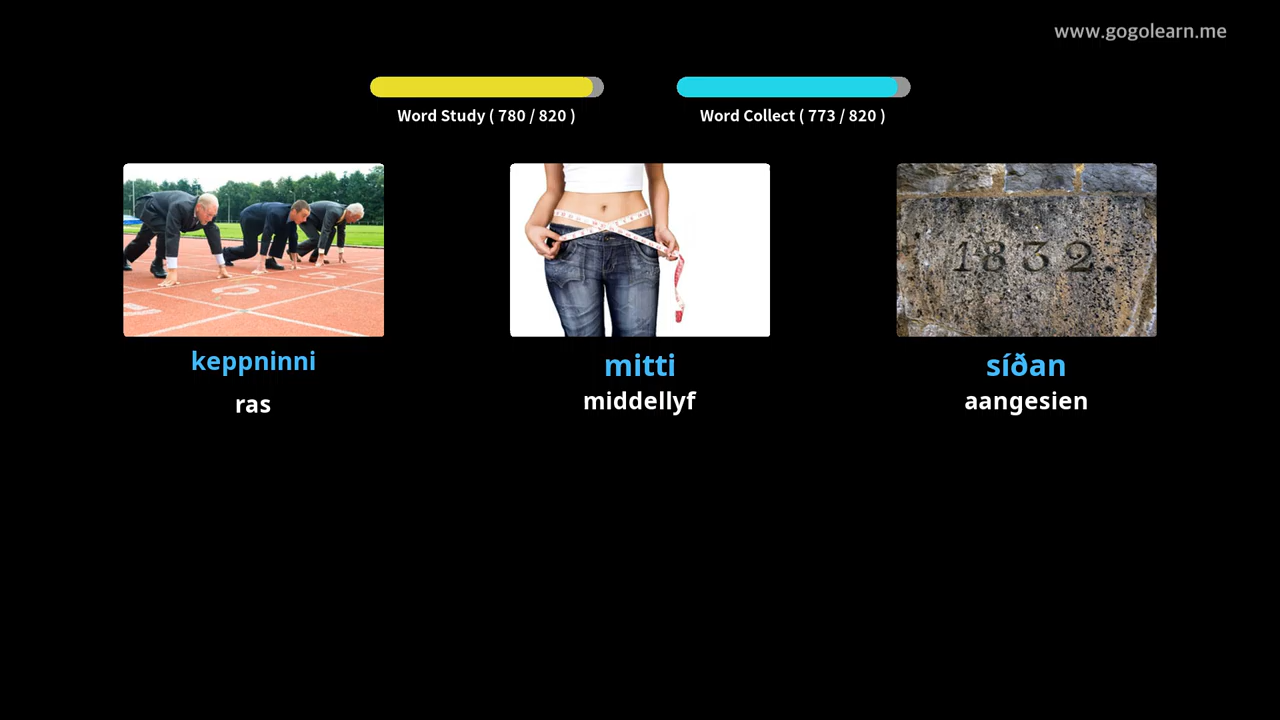 www.gogolearn.me
Word Study ( 780 / 820 )
Word Collect ( 773 / 820 )
1832.
keppninni
ras
mitti
middellyf
síðan
aangesien